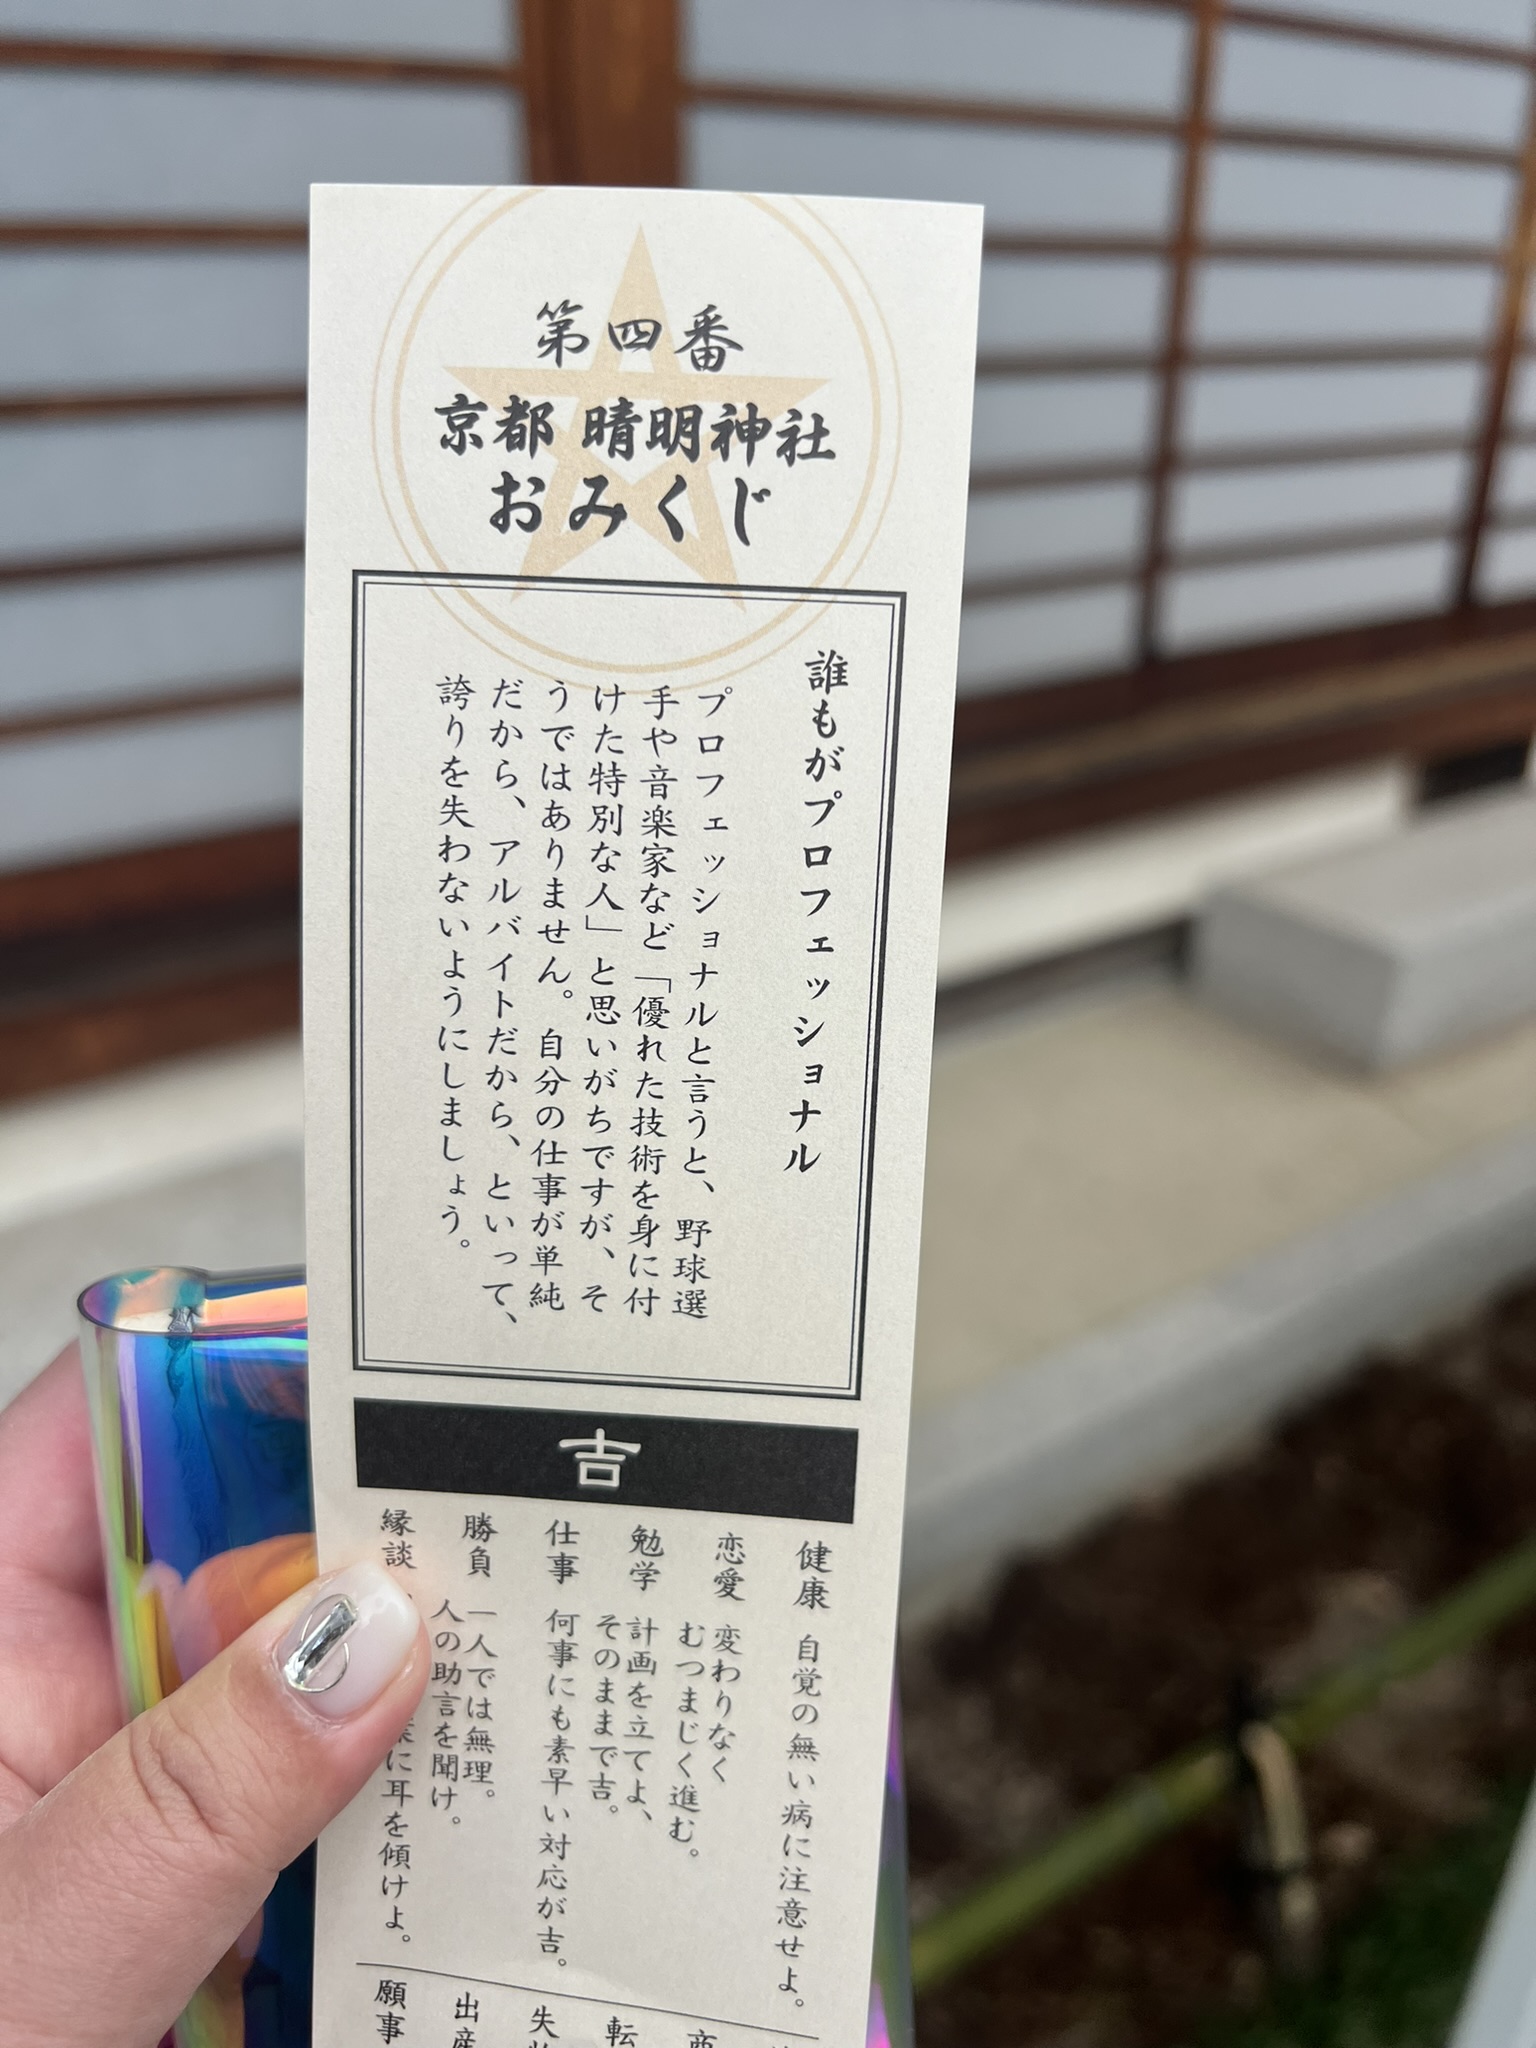 第四番
京都 晴明神社
おみくじ
誰もがプロフェッショナル
プロフェッショナルと言うと、野球選
手や音楽家など「優れた技術を身に付
けた特別な人」と思いがちですが、そ
うではありません。自分の仕事が単純
だから、アルバイトだから、といって、
誇りを失わないようにしましょう。
吉
健康 自覚の無い病に注意せよ。
恋愛 変わりなく
むつまじく進む。
勉学 計画を立てよ、
そのままで吉。
仕事 何事にも素早い対応が吉。
勝負 一人では無理。
人の助言を聞け。
縁談
に耳を傾けよ。
商
転
失
出産
願事